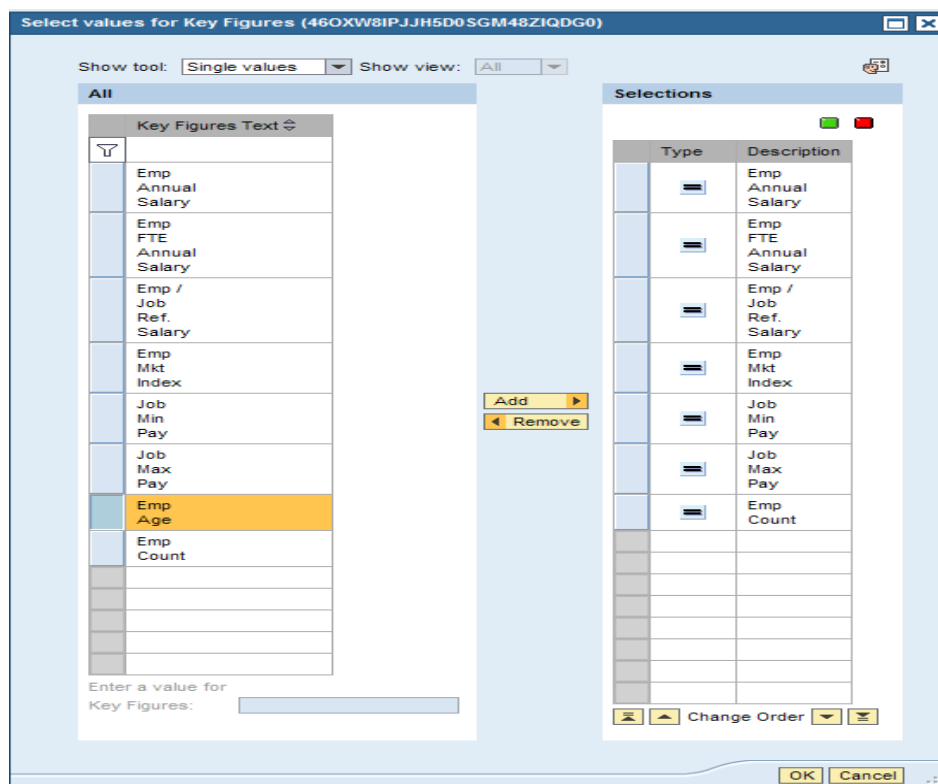 Select values for Key Figures (46OXW8IPJJH5D0SGM48ZIQDG0)
Show tool: Single values Show view: All
All
Key Figures Text
Emp
Annual
Salary
Emp
FTE
Annual
Salary
Emp /
Job
Ref.
Salary
Emp
Mkt
Index
Job
Min
Pay
Job
Max
Pay
Emp
Age
Emp
Count
Enter a value for
Key Figures:
Add
Remove
Selections
Type Description
Emp
Annual
Salary
Emp
FTE
Annual
Salary
Emp /
Job
Ref.
Salary
Emp
Mkt
Index
Job
Min
Pay
Job
Max
Pay
Emp
Count
Change Order
OK Cancel